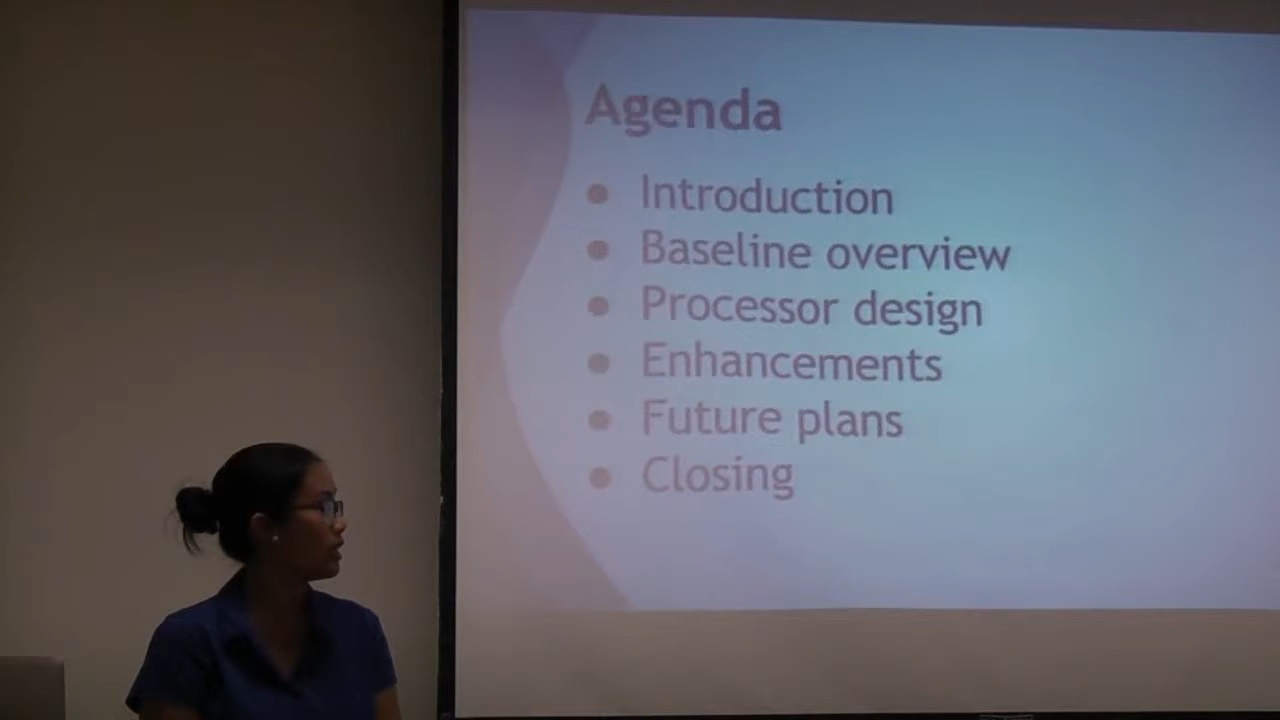 Agenda
● Introduction
● Baseline overview
● Processor design
● Enhancements
● Future plans
● Closing